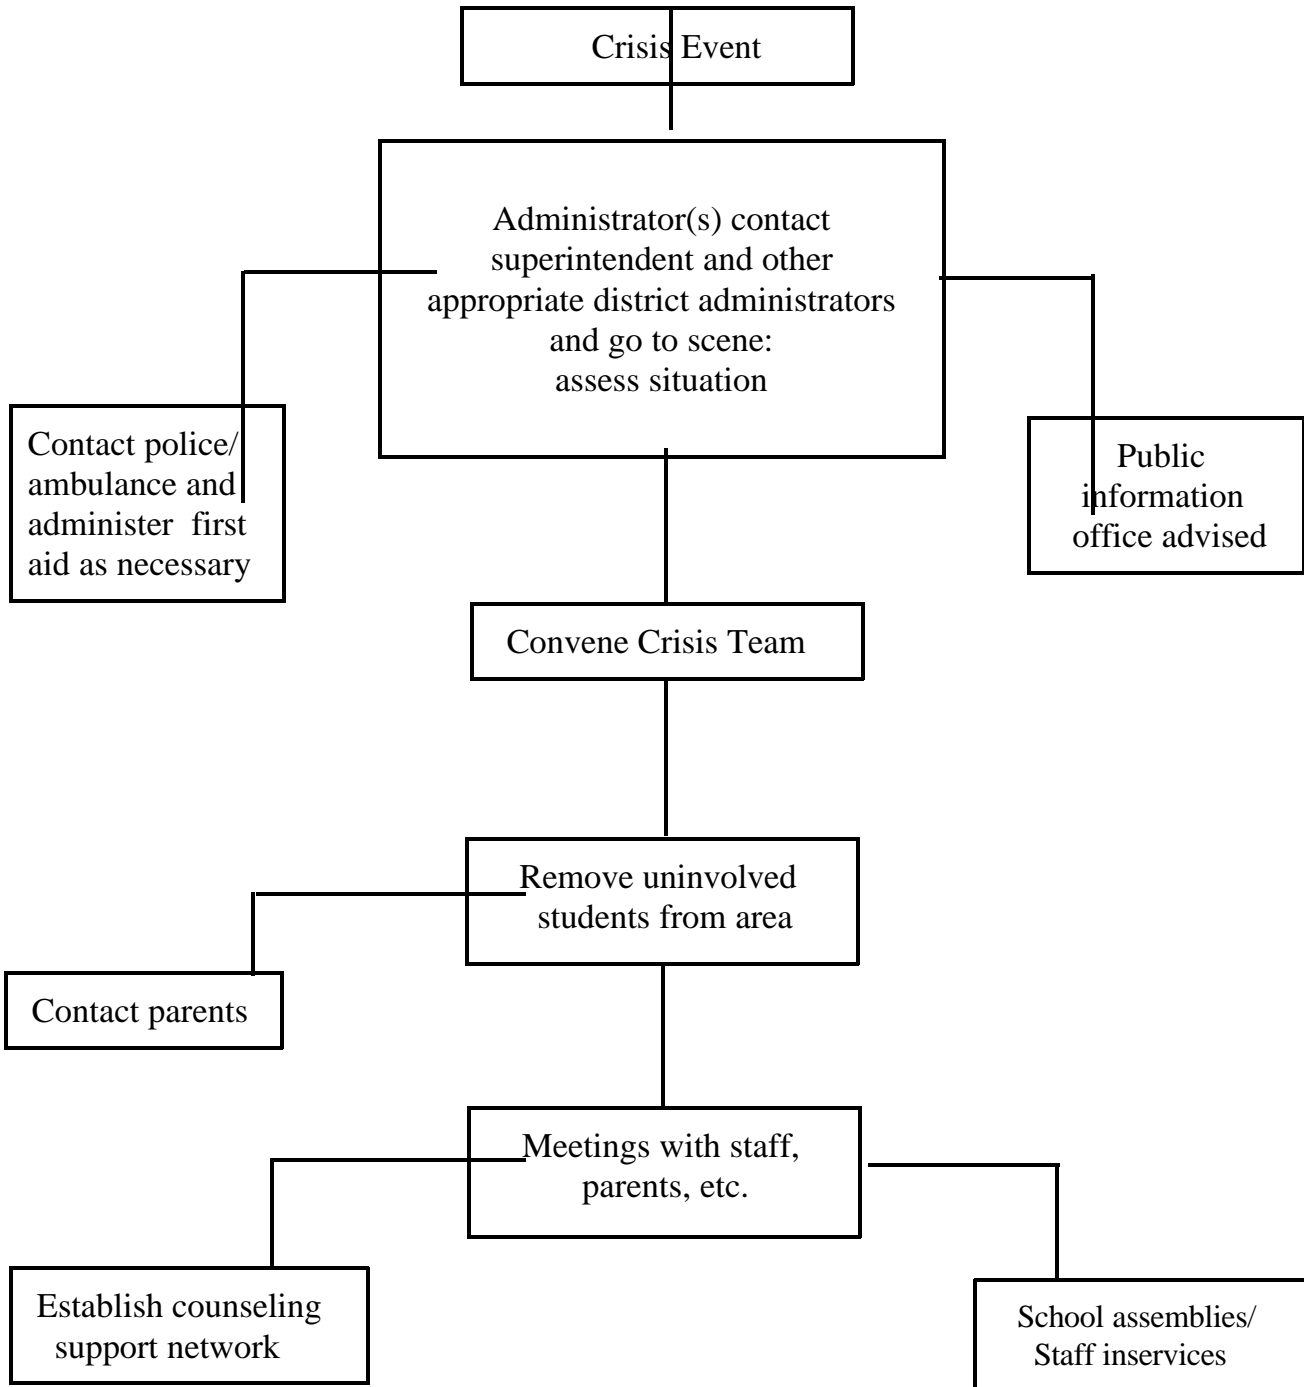 Crisis Event
Administrator(s) contact
superintendent and other
appropriate district administrators
and go to scene:
assess situation
Contact police/
ambulance and
administer first
aid as necessary
Public
information
office advised
Convene Crisis Team
Remove uninvolved
students from area
Contact parents
Meetings with staff,
parents, etc.
Establish counseling
support network
School assemblies/
Staff inservices